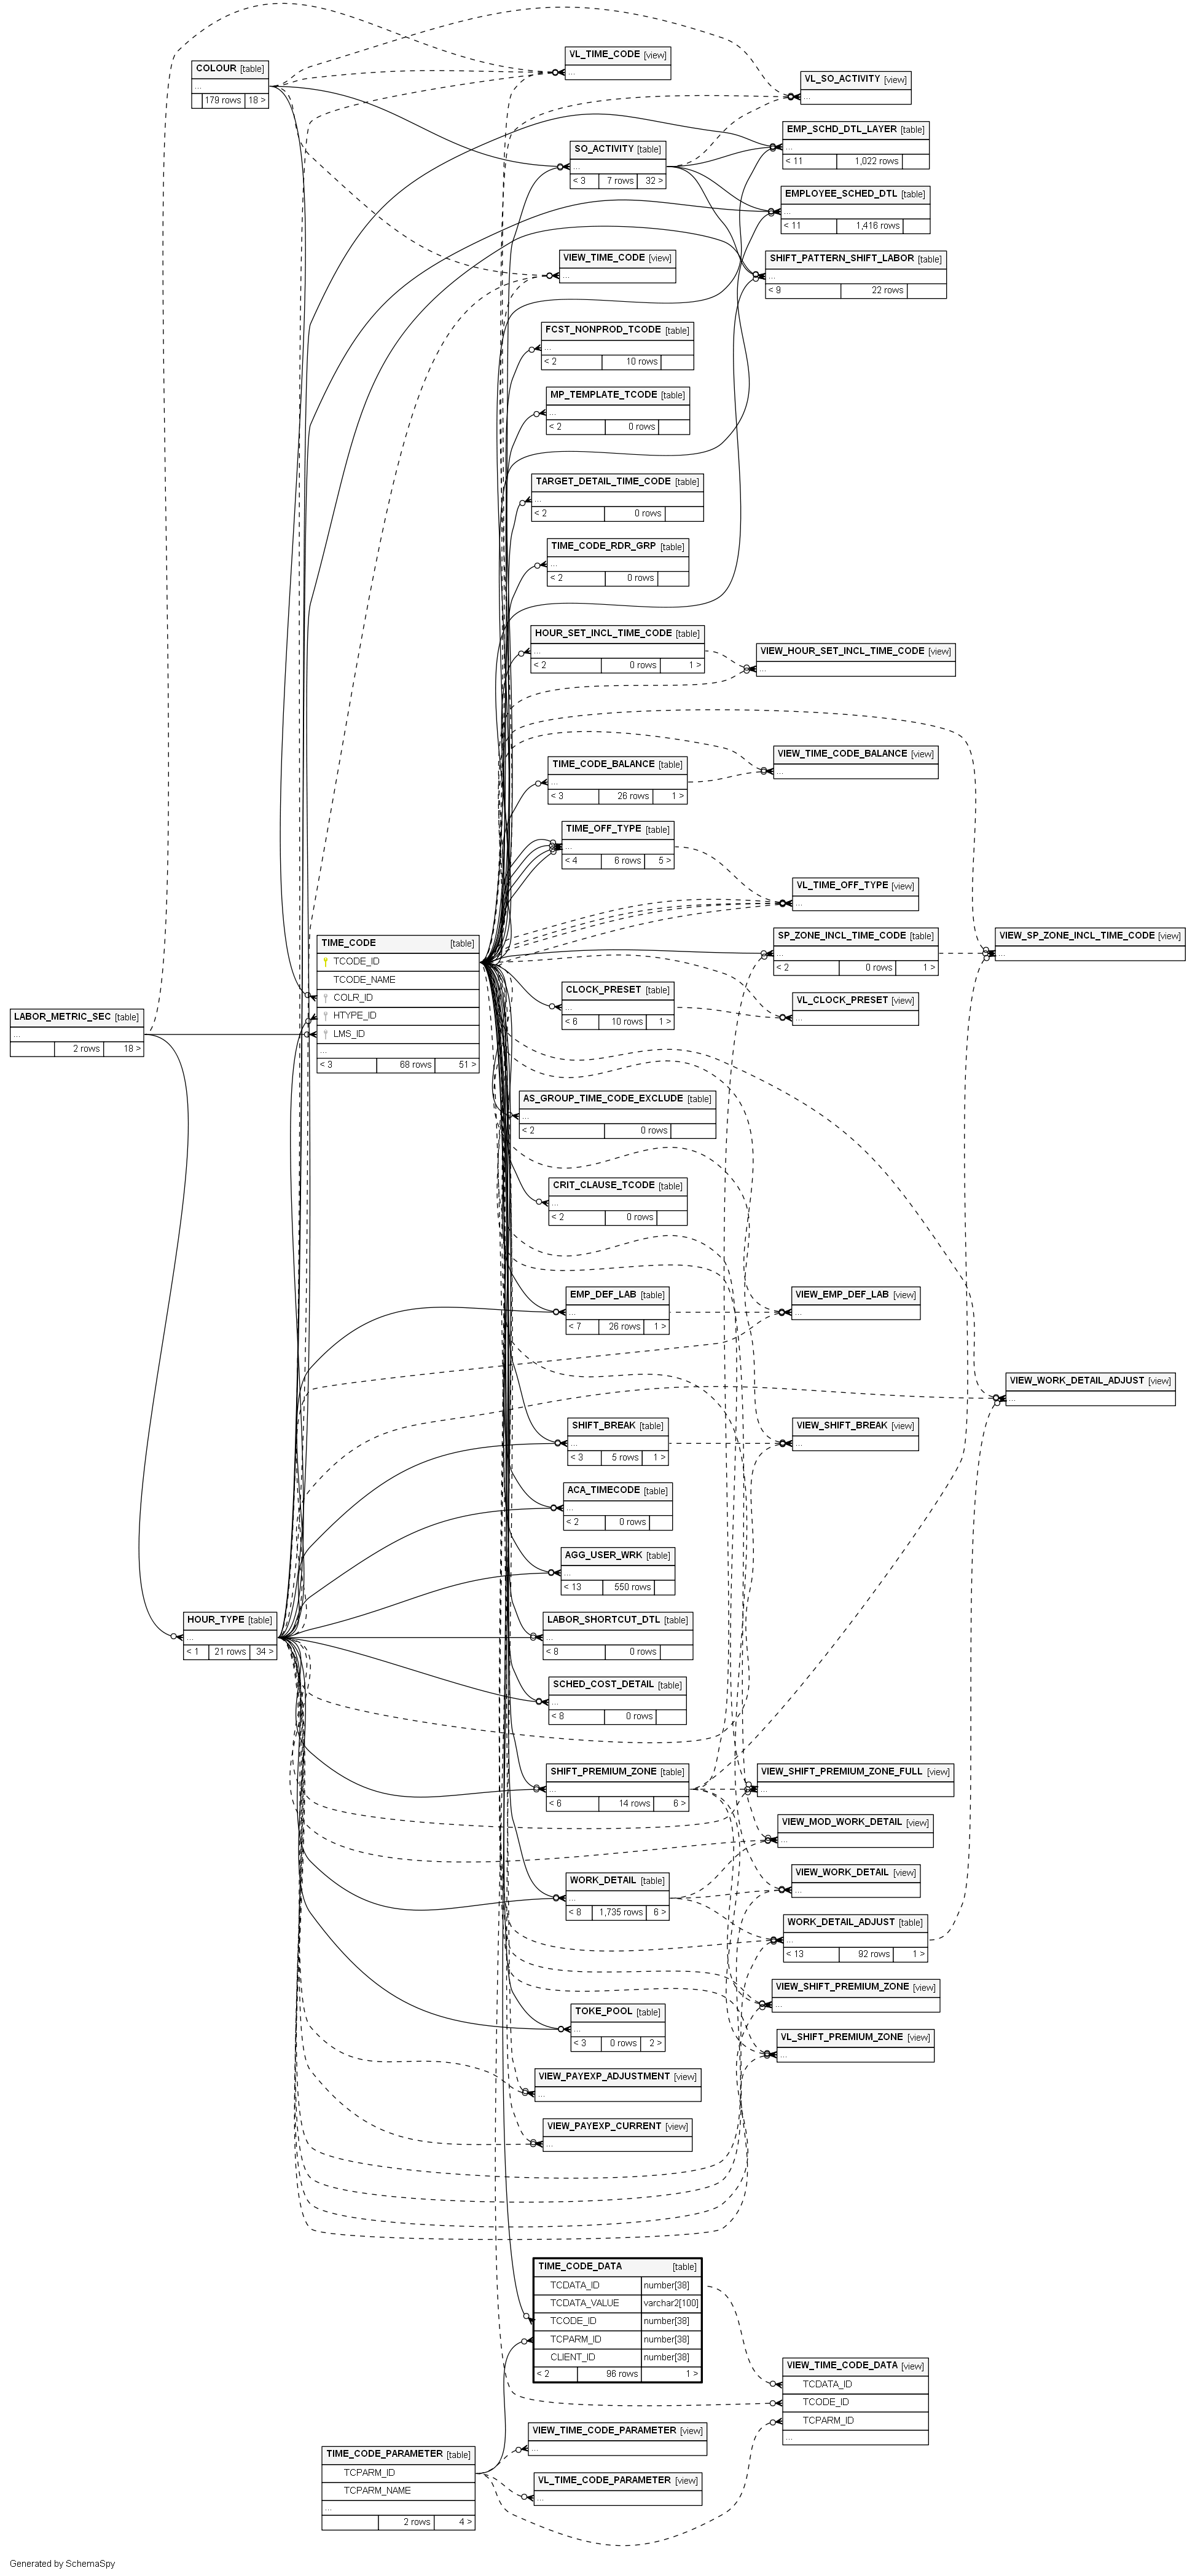 COLOUR [table]
...
179 rows 18 >
VL_TIME_CODE [view]
...
VL_SO_ACTIVITY [view]
...
EMP_SCHD_DTL_LAYER [table]
...
< 11 1,022 rows
SO_ACTIVITY [table]
...
< 3 7 rows 32 >
EMPLOYEE_SCHED_DTL [table]
...
< 11 1,416 rows
VIEW_TIME_CODE [view]
...
SHIFT_PATTERN_SHIFT_LABOR [table]
...
< 9 22 rows
FCST_NONPROD_TCODE [table]
...
< 2 10 rows
MP_TEMPLATE_TCODE [table]
...
< 2 0 rows
TARGET_DETAIL_TIME_CODE [table]
...
< 2 0 rows
TIME_CODE_RDR_GRP [table]
...
< 2 0 rows
HOUR_SET_INCL_TIME_CODE [table]
...
< 2 0 rows 1 >
VIEW_HOUR_SET_INCL_TIME_CODE [view]
...
TIME_CODE_BALANCE [table]
...
< 3 26 rows 1 >
VIEW_TIME_CODE_BALANCE [view]
...
TIME_OFF_TYPE [table]
...
< 4 6 rows 5 >
VL_TIME_OFF_TYPE [view]
...
TIME_CODE [table]
TCODE_ID
TCODE_NAME
COLR_ID
HTYPE_ID
LMS_ID
...
< 3 68 rows 51 >
SP_ZONE_INCL_TIME_CODE [table]
...
< 2 0 rows 1 >
VIEW_SP_ZONE_INCL_TIME_CODE [view]
...
CLOCK_PRESET [table]
...
< 6 10 rows 1 >
VL_CLOCK_PRESET [view]
...
LABOR_METRIC_SEC [table]
...
2 rows 18 >
AS_GROUP_TIME_CODE_EXCLUDE [table]
...
< 2 0 rows
CRIT_CLAUSE_TCODE [table]
...
< 2 0 rows
EMP_DEF_LAB [table]
...
< 7 26 rows 1 >
VIEW_EMP_DEF_LAB [view]
...
VIEW_WORK_DETAIL_ADJUST [view]
...
SHIFT_BREAK [table]
...
< 3 5 rows 1 >
VIEW_SHIFT_BREAK [view]
...
ACA_TIMECODE [table]
...
< 2 0 rows
AGG_USER_WRK [table]
...
< 13 550 rows
HOUR_TYPE [table]
...
< 1 21 rows 34 >
LABOR_SHORTCUT_DTL [table]
...
< 8 0 rows
SCHED_COST_DETAIL [table]
...
< 8 0 rows
SHIFT_PREMIUM_ZONE [table]
...
< 6 14 rows 6 >
VIEW_SHIFT_PREMIUM_ZONE_FULL [view]
...
VIEW_MOD_WORK_DETAIL [view]
...
WORK_DETAIL [table]
...
< 8 1,735 rows 6 >
VIEW_WORK_DETAIL [view]
...
WORK_DETAIL_ADJUST [table]
...
< 13 92 rows 1 >
VIEW_SHIFT_PREMIUM_ZONE [view]
...
TOKE_POOL [table]
...
< 3 0 rows 2 >
VL_SHIFT_PREMIUM_ZONE [view]
...
VIEW_PAYEXP_ADJUSTMENT [view]
...
VIEW_PAYEXP_CURRENT [view]
...
TIME_CODE_DATA [table]
TCDATA_ID number[38]
TCDATA_VALUE varchar2[100]
TCODE_ID number[38]
TCPARM_ID number[38]
CLIENT_ID number[38]
< 2 96 rows 1 >
VIEW_TIME_CODE_DATA [view]
TCDATA_ID
TCODE_ID
TCPARM_ID
...
VIEW_TIME_CODE_PARAMETER [view]
...
TIME_CODE_PARAMETER [table]
TCPARM_ID
TCPARM_NAME
...
2 rows 4 >
VL_TIME_CODE_PARAMETER [view]
...
Generated by SchemaSpy